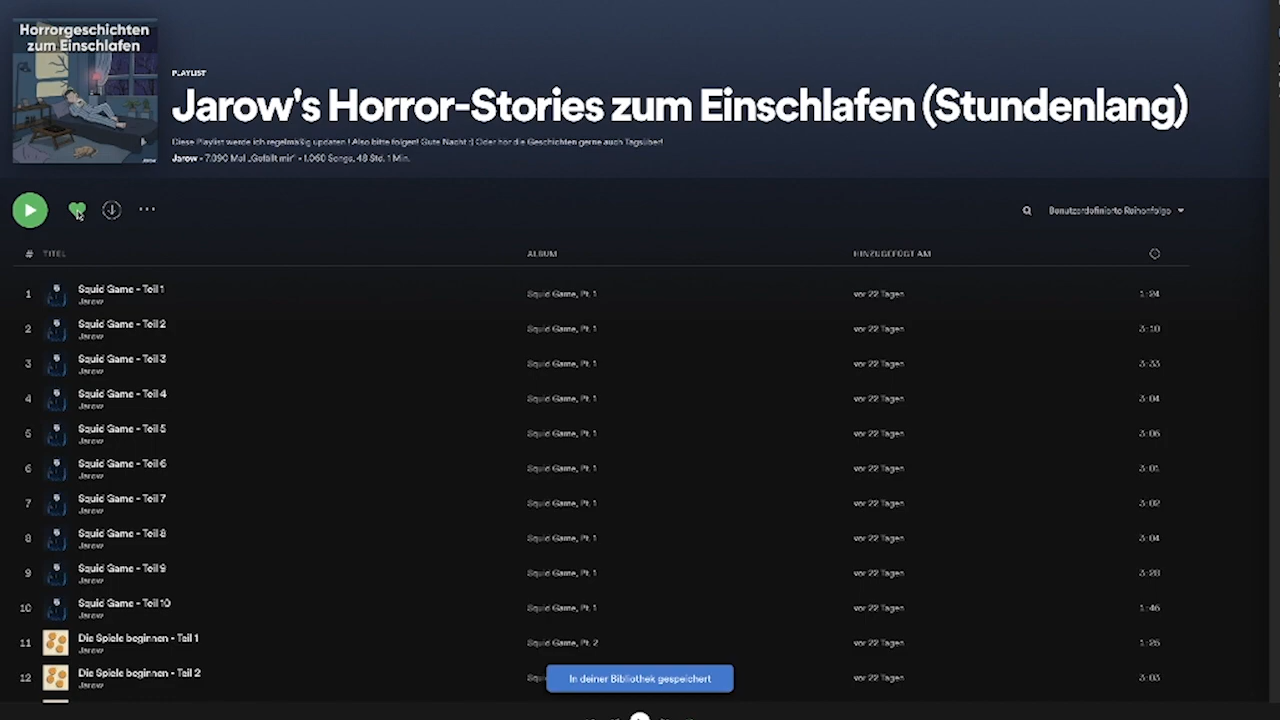 Horrorgeschichten
zum Einschlafen
JAROW
PLAYLIST
Jarow's Horror-Stories zum Einschlafen (Stundenlang)
Diese Playlist werde ich regelmäßig updaten ! Also bitte folgen! Gute Nacht :) Oder hör die Geschichten gerne auch Tagsüber!
Jarow • 7.090 Mal „Gefällt mir“ • 1.060 Songs, 48 Std. 1 Min.
Benutzerdefinierte Reihenfolge
# TITEL ALBUM HINZUGEFÜGT AM
1 Squid Game - Teil 1 Squid Game, Pt. 1 vor 22 Tagen 1:24
Jarow
2 Squid Game - Teil 2 Squid Game, Pt. 1 vor 22 Tagen 3:10
Jarow
3 Squid Game - Teil 3 Squid Game, Pt. 1 vor 22 Tagen 3:33
Jarow
4 Squid Game - Teil 4 Squid Game, Pt. 1 vor 22 Tagen 3:04
Jarow
5 Squid Game - Teil 5 Squid Game, Pt. 1 vor 22 Tagen 3:06
Jarow
6 Squid Game - Teil 6 Squid Game, Pt. 1 vor 22 Tagen 3:01
Jarow
7 Squid Game - Teil 7 Squid Game, Pt. 1 vor 22 Tagen 3:02
Jarow
8 Squid Game - Teil 8 Squid Game, Pt. 1 vor 22 Tagen 3:04
Jarow
9 Squid Game - Teil 9 Squid Game, Pt. 1 vor 22 Tagen 3:28
Jarow
10 Squid Game - Teil 10 Squid Game, Pt. 1 vor 22 Tagen 1:46
Jarow
11 Die Spiele beginnen - Teil 1 Squid Game, Pt. 2 vor 22 Tagen 1:25
Jarow
12 Die Spiele beginnen - Teil 2 vor 22 Tagen 3:03
Jarow
In deiner Bibliothek gespeichert